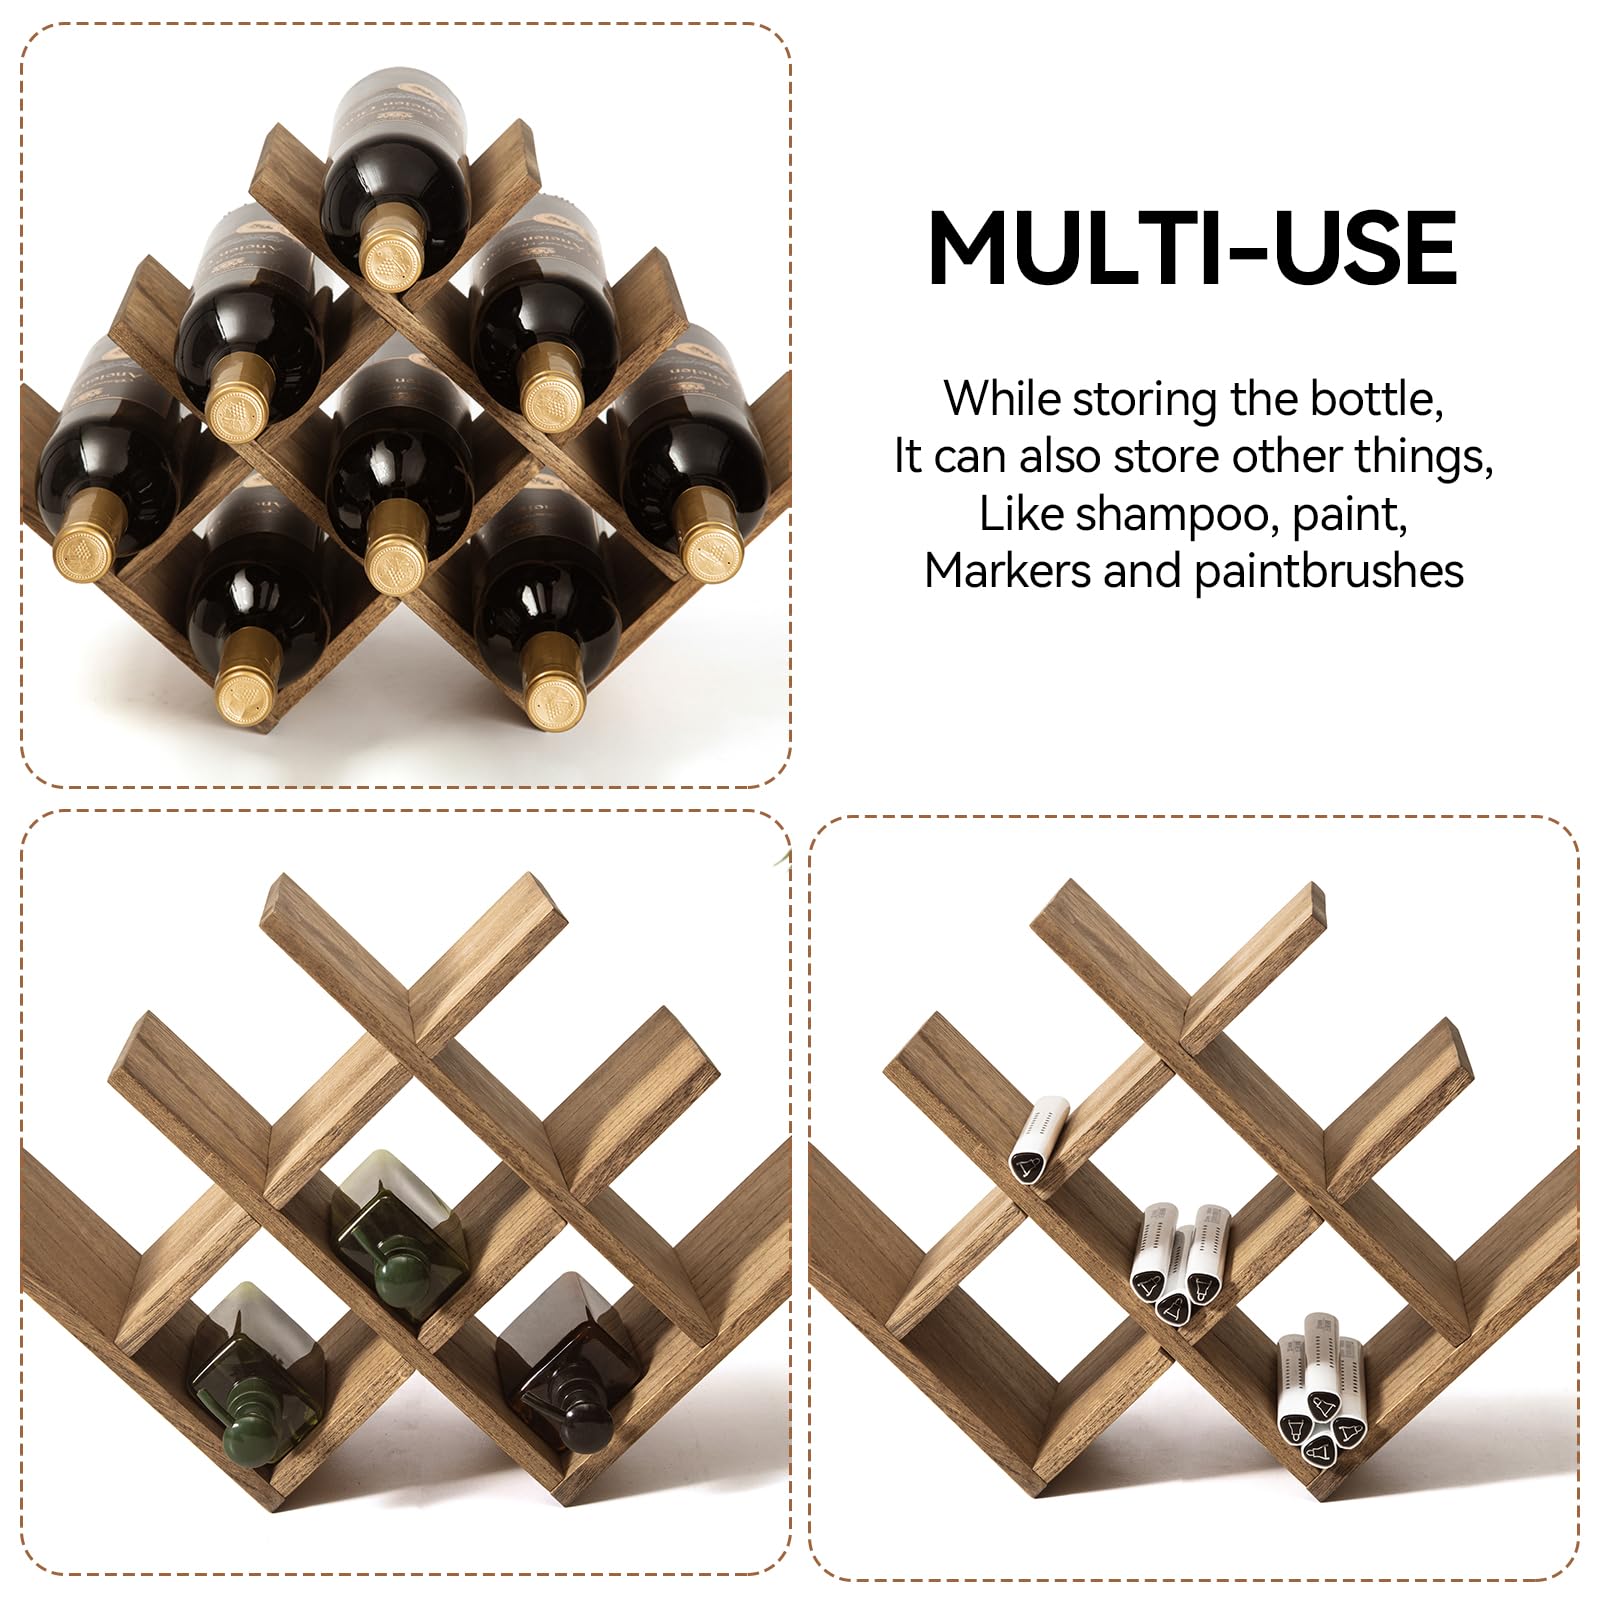 MULTI-USE
While storing the bottle,
It can also store other things,
Like shampoo, paint,
Markers and paintbrushes